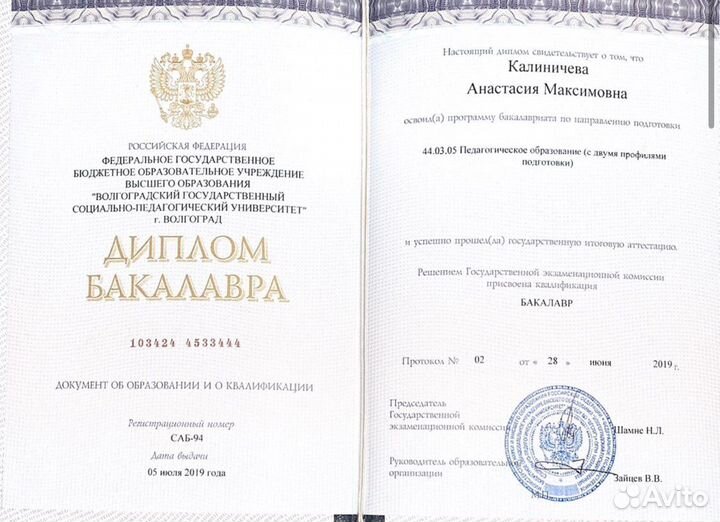 РОССИЙСКАЯ ФЕДЕРАЦИЯ
ФЕДЕРАЛЬНОЕ ГОСУДАРСТВЕННОЕ
БЮДЖЕТНОЕ ОБРАЗОВАТЕЛЬНОЕ УЧРЕЖДЕНИЕ
ВЫСШЕГО ОБРАЗОВАНИЯ
"ВОЛГОГРАДСКИЙ ГОСУДАРСТВЕННЫЙ
СОЦИАЛЬНО-ПЕДАГОГИЧЕСКИЙ УНИВЕРСИТЕТ"
г. ВОЛГОГРАД
ДИПЛОМ
БАКАЛАВРА
103424 4533444
ДОКУМЕНТ ОБ ОБРАЗОВАНИИ И О КВАЛИФИКАЦИИ
Регистрационный номер
САБ-94
Дата выдачи
05 июля 2019 года
Настоящий диплом свидетельствует о том, что
Калиничева
Анастасия Максимовна
освоил(а) программу бакалавриата по направлению подготовки
44.03.05 Педагогическое образование (с двумя профилями
подготовки)
и успешно прошел(ла) государственную итоговую аттестацию.
Решением Государственной экзаменационной комиссии
присвоена квалификация
БАКАЛАВР
Протокол № 02 от « 28 » июня 2019 г.
Председатель
Государственной
экзаменационной комиссии
Шамне Н.Л.
Руководитель образовательной
организации
Зайцев В.В.
М.П.
Avito